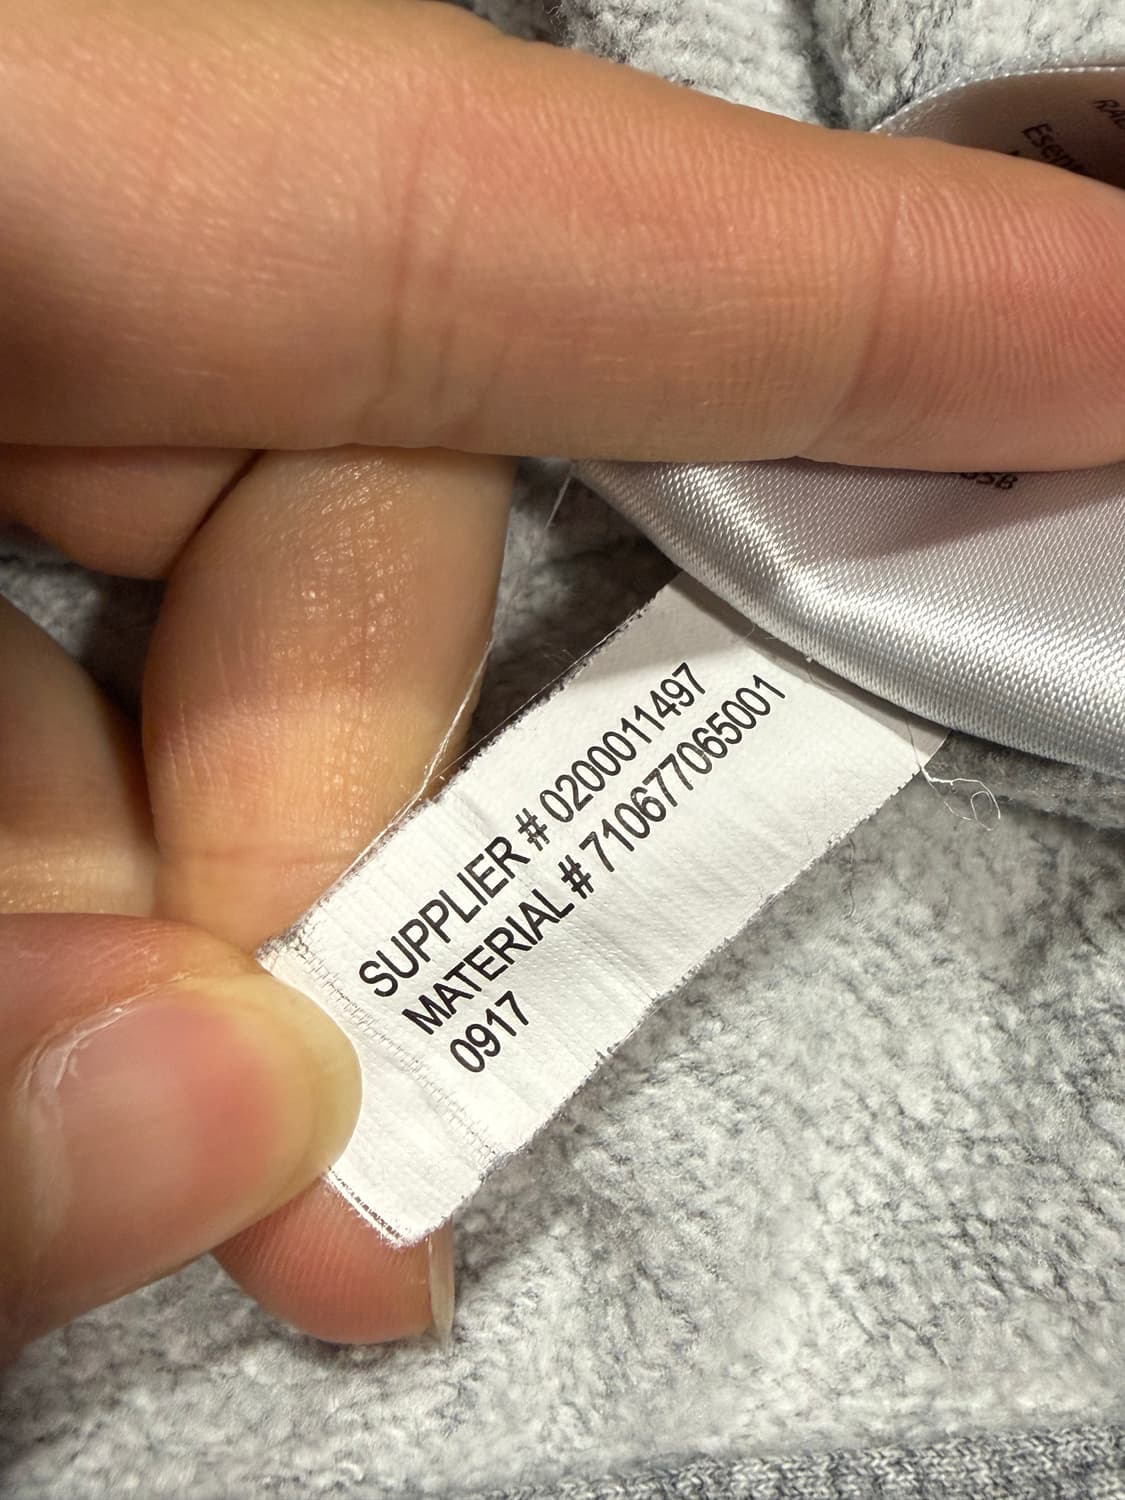 SUPPLIER # 0200011497
MATERIAL # 710677065001
0917